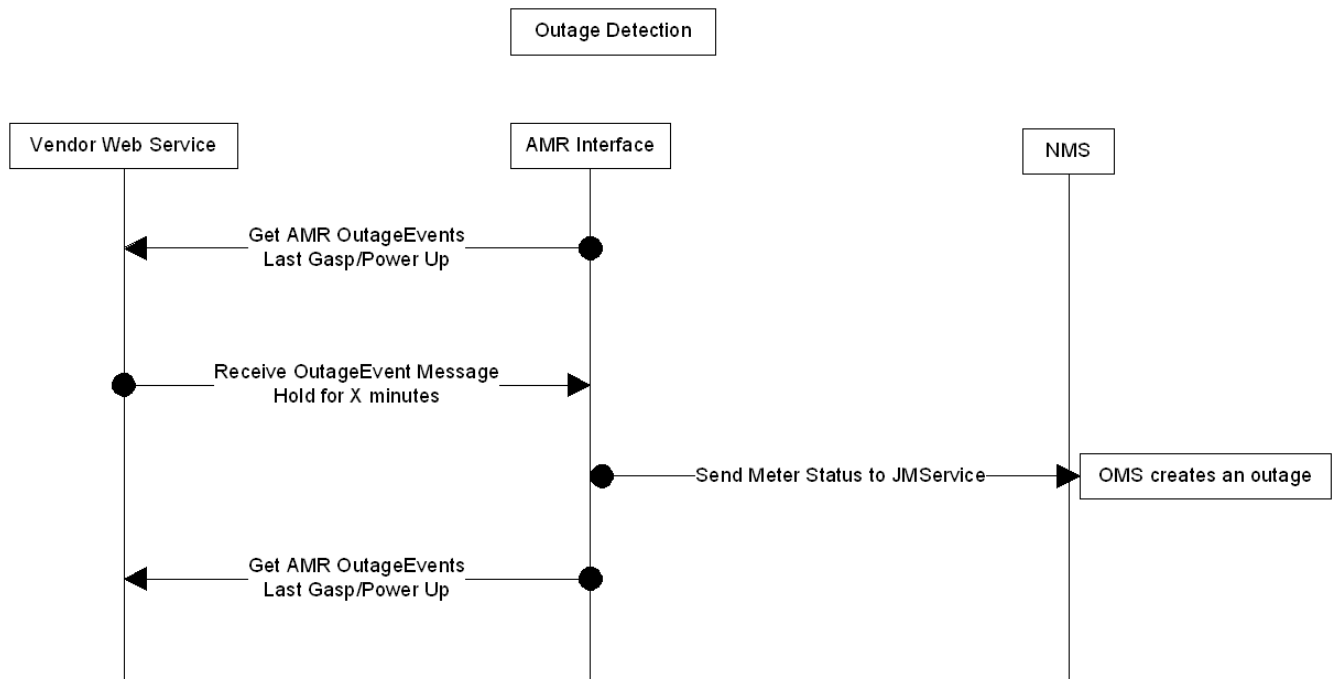 Outage Detection
Vendor Web Service
AMR Interface
NMS
Get AMR OutageEvents
Last Gasp/Power Up
Receive OutageEvent Message
Hold for X minutes
Send Meter Status to JMService
OMS creates an outage
Get AMR OutageEvents
Last Gasp/Power Up